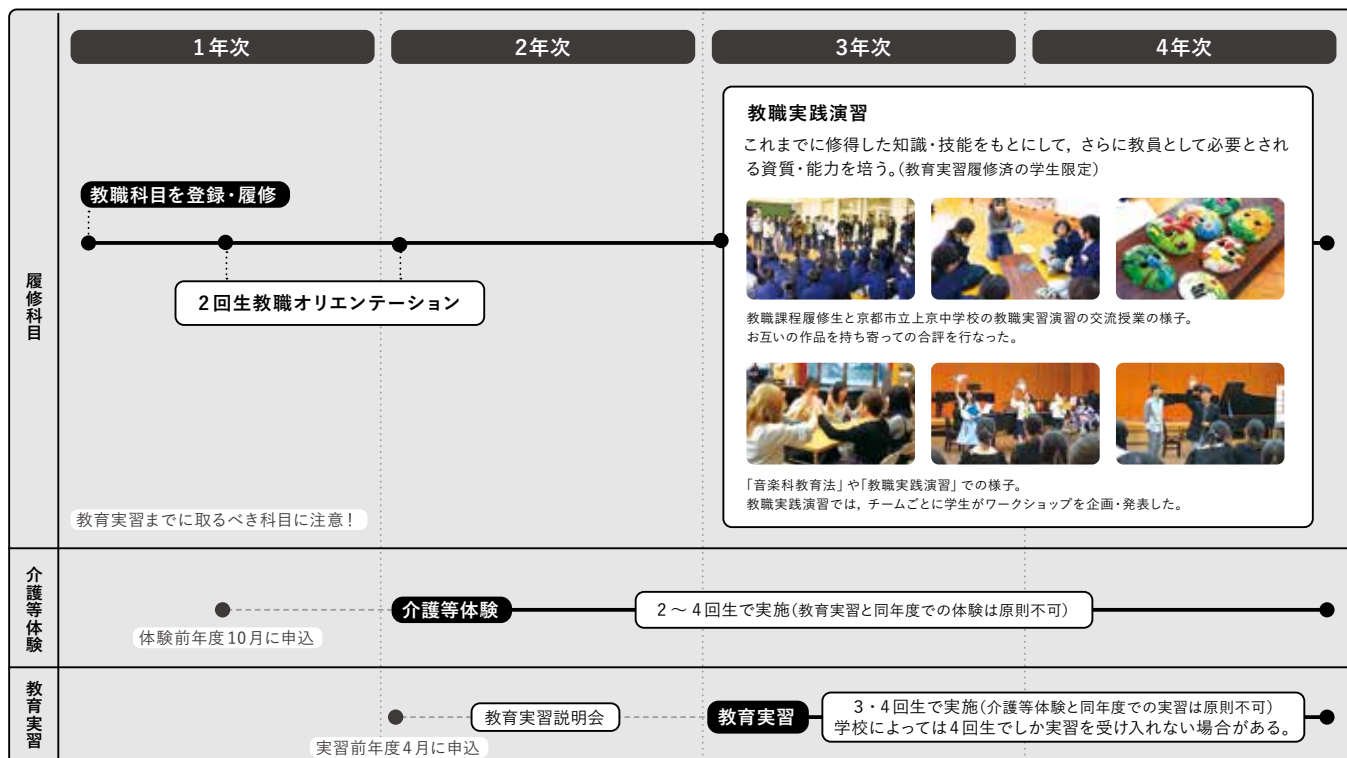 1年次
2年次
3年次
4年次
履修科目
教職科目を登録・履修
2回生教職オリエンテーション
教育実習までに取るべき科目に注意！
教職実践演習
これまでに修得した知識・技能をもとにして，さらに教員として必要とされ
る資質・能力を培う。(教育実習履修済の学生限定)
教職課程履修生と京都市立上京中学校の教職実習演習の交流授業の様子。
お互いの作品を持ち寄っての合評を行なった。
「音楽科教育法」や「教職実践演習」での様子。
教職実践演習では，チームごとに学生がワークショップを企画・発表した。
介護等体験
体験前年度10月に申込
介護等体験
2〜4回生で実施(教育実習と同年度での体験は原則不可)
教育実習
実習前年度4月に申込
教育実習説明会
教育実習
3・4回生で実施(介護等体験と同年度での実習は原則不可)
学校によっては4回生でしか実習を受け入れない場合がある。